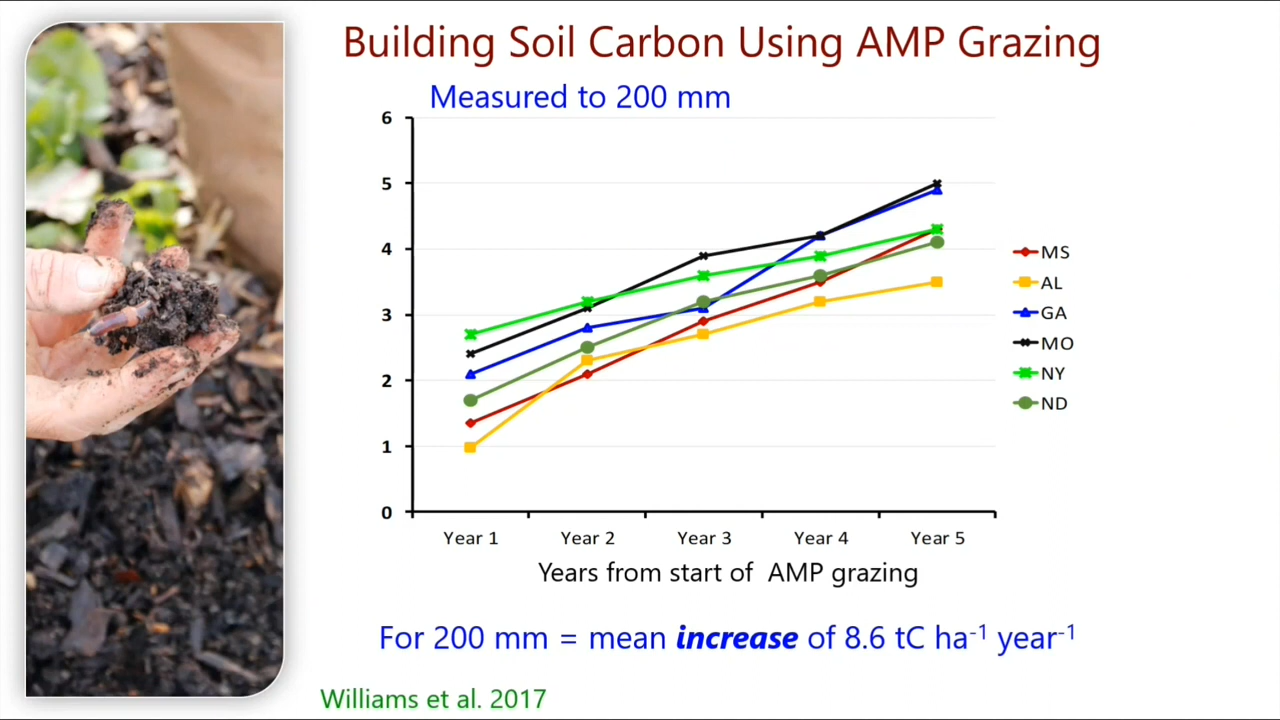 Building Soil Carbon Using AMP Grazing
Measured to 200 mm
6
5
4
3
2
1
0
Year 1 Year 2 Year 3 Year 4 Year 5
Years from start of AMP grazing
MS
AL
GA
MO
NY
ND
For 200 mm = mean increase of 8.6 tC ha⁻¹ year⁻¹
Williams et al. 2017